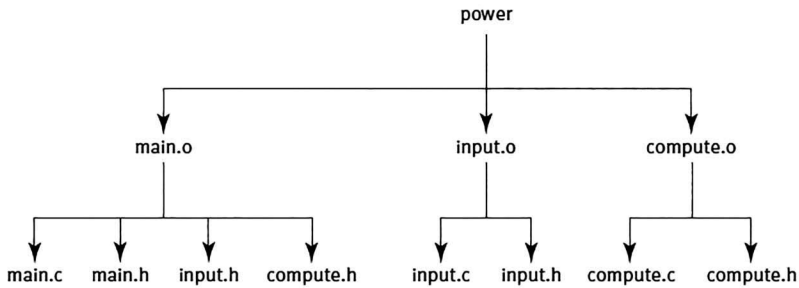 power
main.o input.o compute.o
main.c main.h input.h compute.h input.c input.h compute.c compute.h